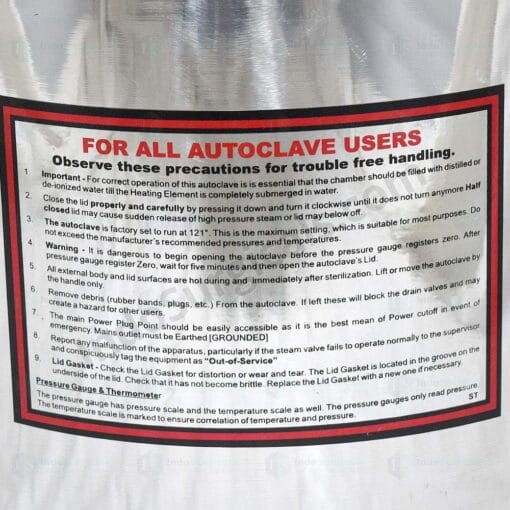 FOR ALL AUTOCLAVE USERS
Observe these precautions for trouble free handling.
1. Important - For correct operation of this autoclave is is essential that the chamber should be filled with distilled or
de-ionized water till the Heating Element is completely submerged in water.
2. Close the lid properly and carefully by pressing it down and turn it clockwise until it does not turn anymore Half
closed lid may cause sudden release of high pressure steam or lid may below off.
3. The autoclave is factory set to run at 121°. This is the maximum setting, which is suitable for most purposes. Do
not exceed the manufacturer's recommended pressures and temperatures.
4 Warning - It is dangerous to begin opening the autoclave before the pressure gauge registers zero. After
pressure gauge register Zero, wait for five minutes and then open the autoclave's Lid.
5. All external body and lid surfaces are hot during and immediately after sterilization. Lift or move the autoclave by
the handle only.
6. Remove debris (rubber bands, plugs, etc.) From the autoclave. If left these will block the drain valves and may
create a hazard for other users.
7. The main Power Plug Point should be easily accessible as it is the best mean of Power cutoff in event of
emergency. Mains outlet must be Earthed [GROUNDED]
8 Report any malfunction of the apparatus, particularly if the steam valve fails to operate normally to the supervisor
and conspicuously tag the equipment as "Out-of-Service"
9. Lid Gasket - Check the Lid Gasket for distortion or wear and tear. The Lid Gasket is located in the groove on the
underside of the lid. Check that it has not become brittle. Replace the Lid Gasket with a new one if necessary.
Pressure Gauge & Thermometer
The pressure gauge has pressure scale and the temperature scale as well. The pressure gauges only read pressure.
The temperature scale is marked to ensure correlation of temperature and pressure.
ST